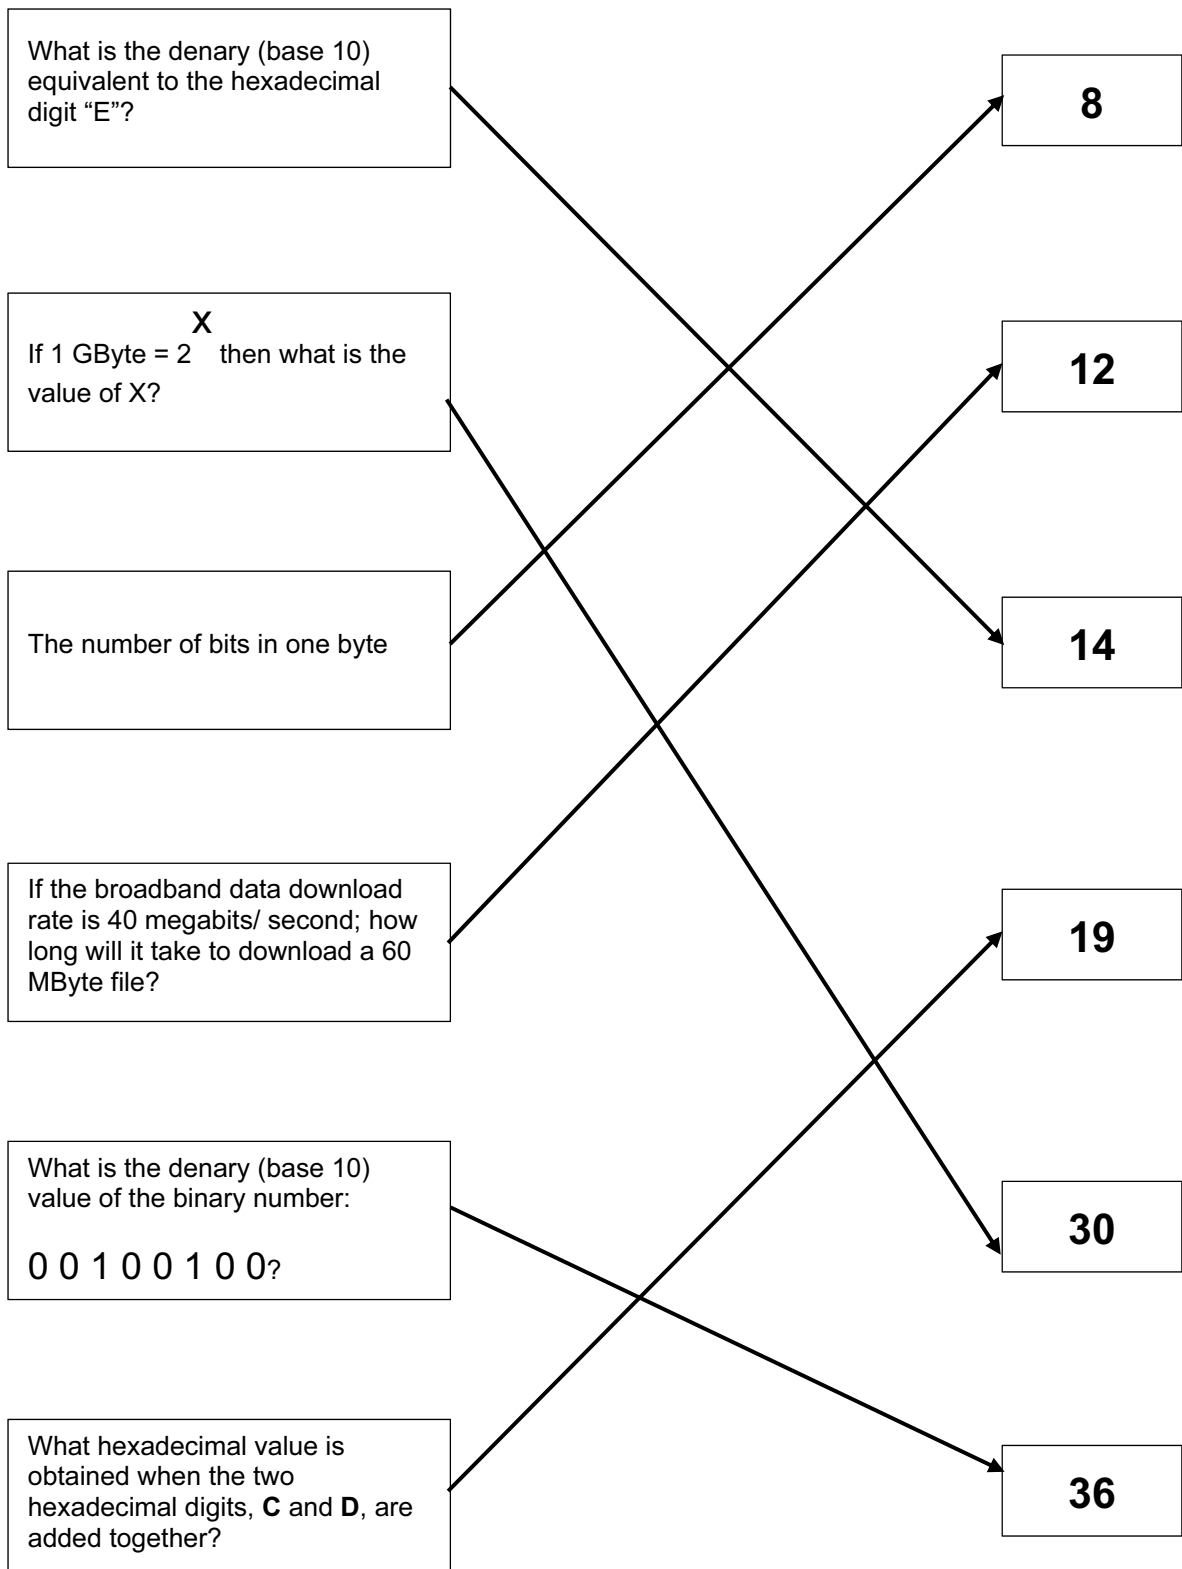 What is the denary (base 10)
equivalent to the hexadecimal
digit “E”?
8
X
If 1 GByte = 2 then what is the
value of X?
12
The number of bits in one byte
14
If the broadband data download
rate is 40 megabits/ second; how
long will it take to download a 60
MByte file?
19
What is the denary (base 10)
value of the binary number:
0 0 1 0 0 1 0 0?
30
What hexadecimal value is
obtained when the two
hexadecimal digits, C and D, are
added together?
36